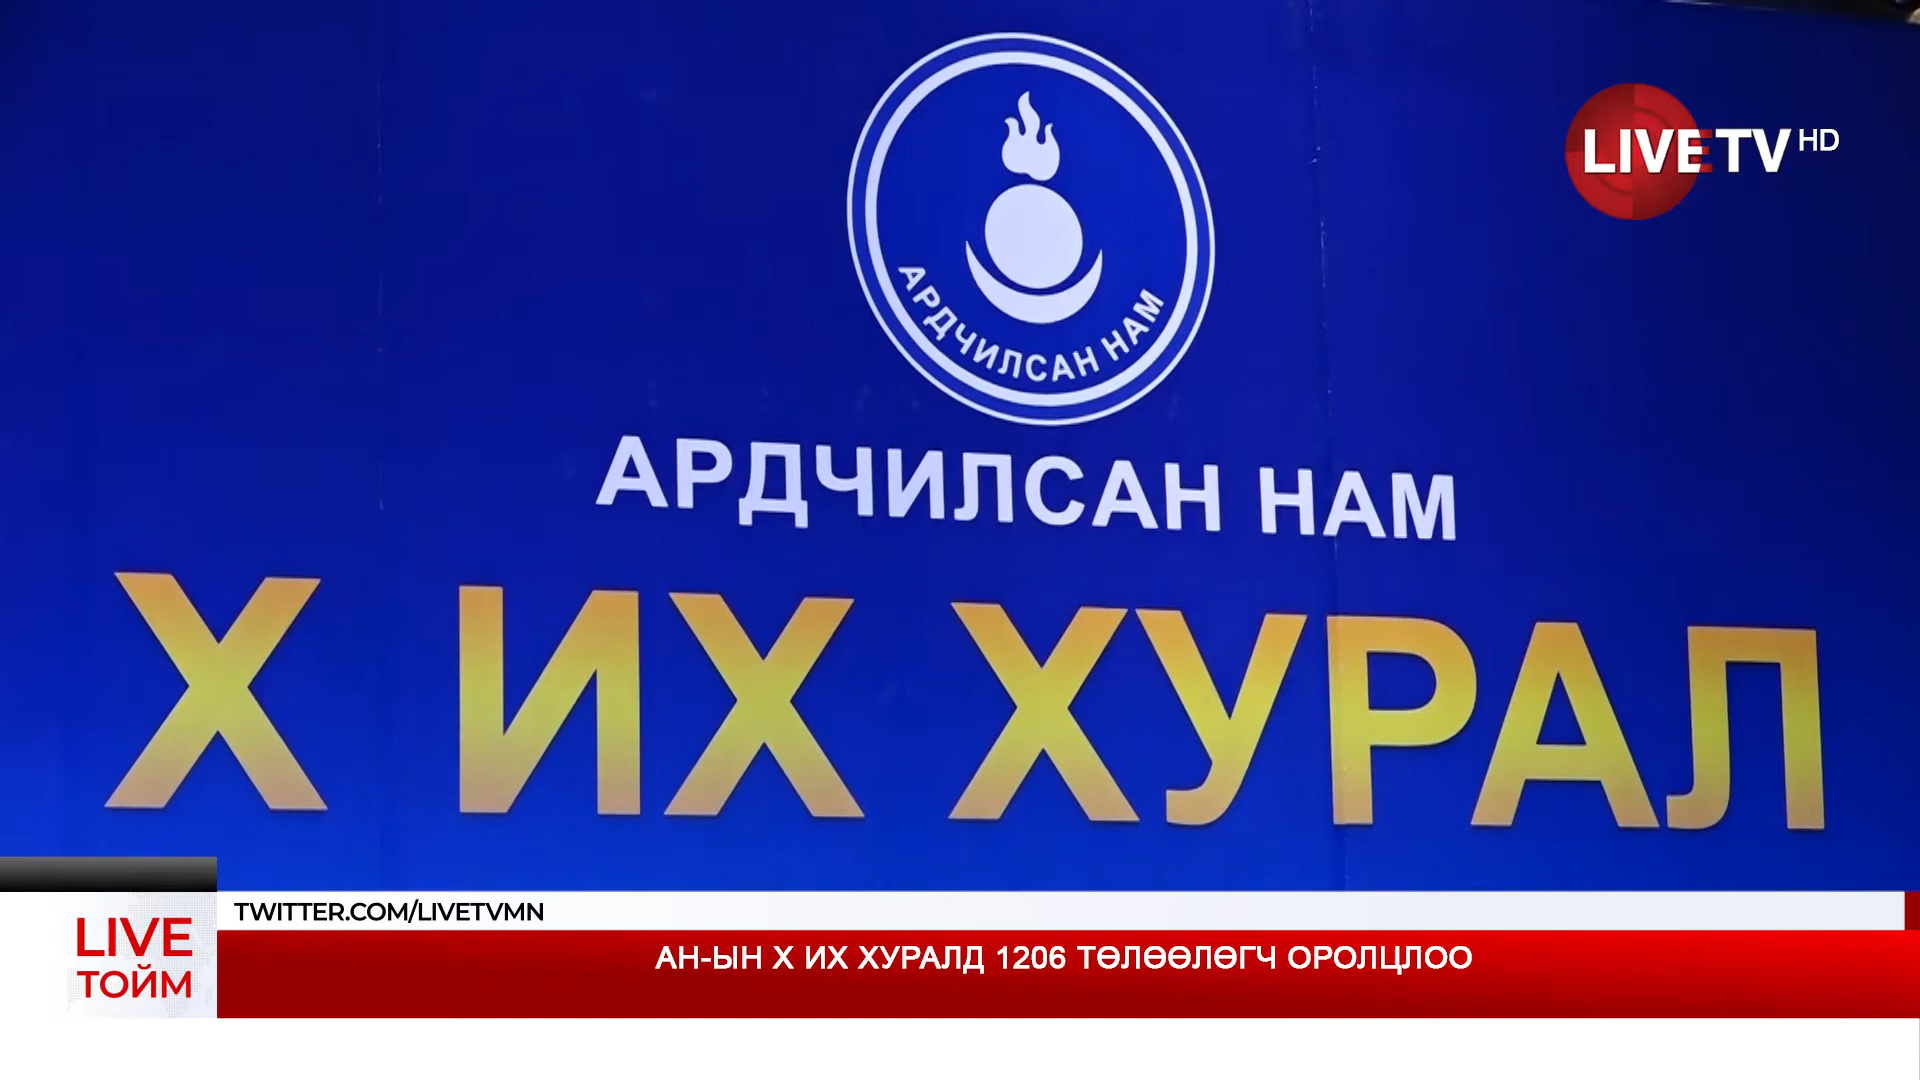 LIVE TV HD
АРДЧИЛСАН НАМ
АРДЧИЛСАН НАМ
X ИХ ХУРАЛ
TWITTER.COM/LIVETVMN
LIVE
ТОЙМ
АН-ЫН X ИХ ХУРАЛД 1206 ТӨЛӨӨЛӨГЧ ОРОЛЦЛОО